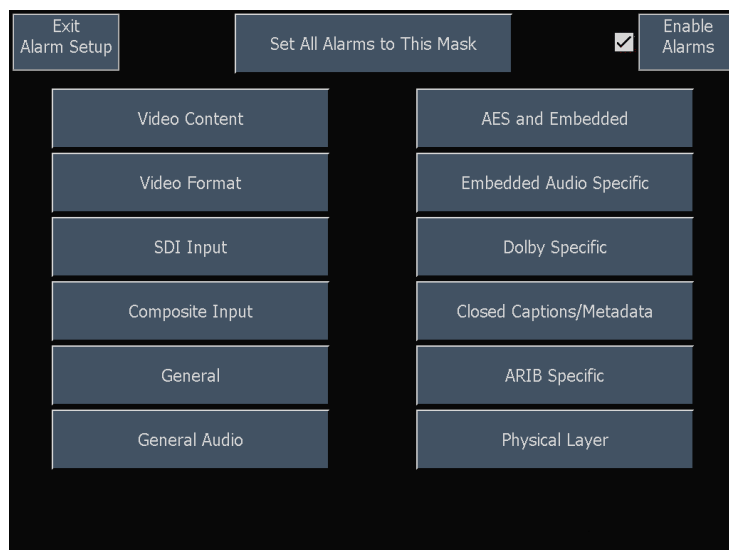 Exit
Alarm Setup
Set All Alarms to This Mask
Enable
Alarms
Video Content
AES and Embedded
Video Format
Embedded Audio Specific
SDI Input
Dolby Specific
Composite Input
Closed Captions/Metadata
General
ARIB Specific
General Audio
Physical Layer